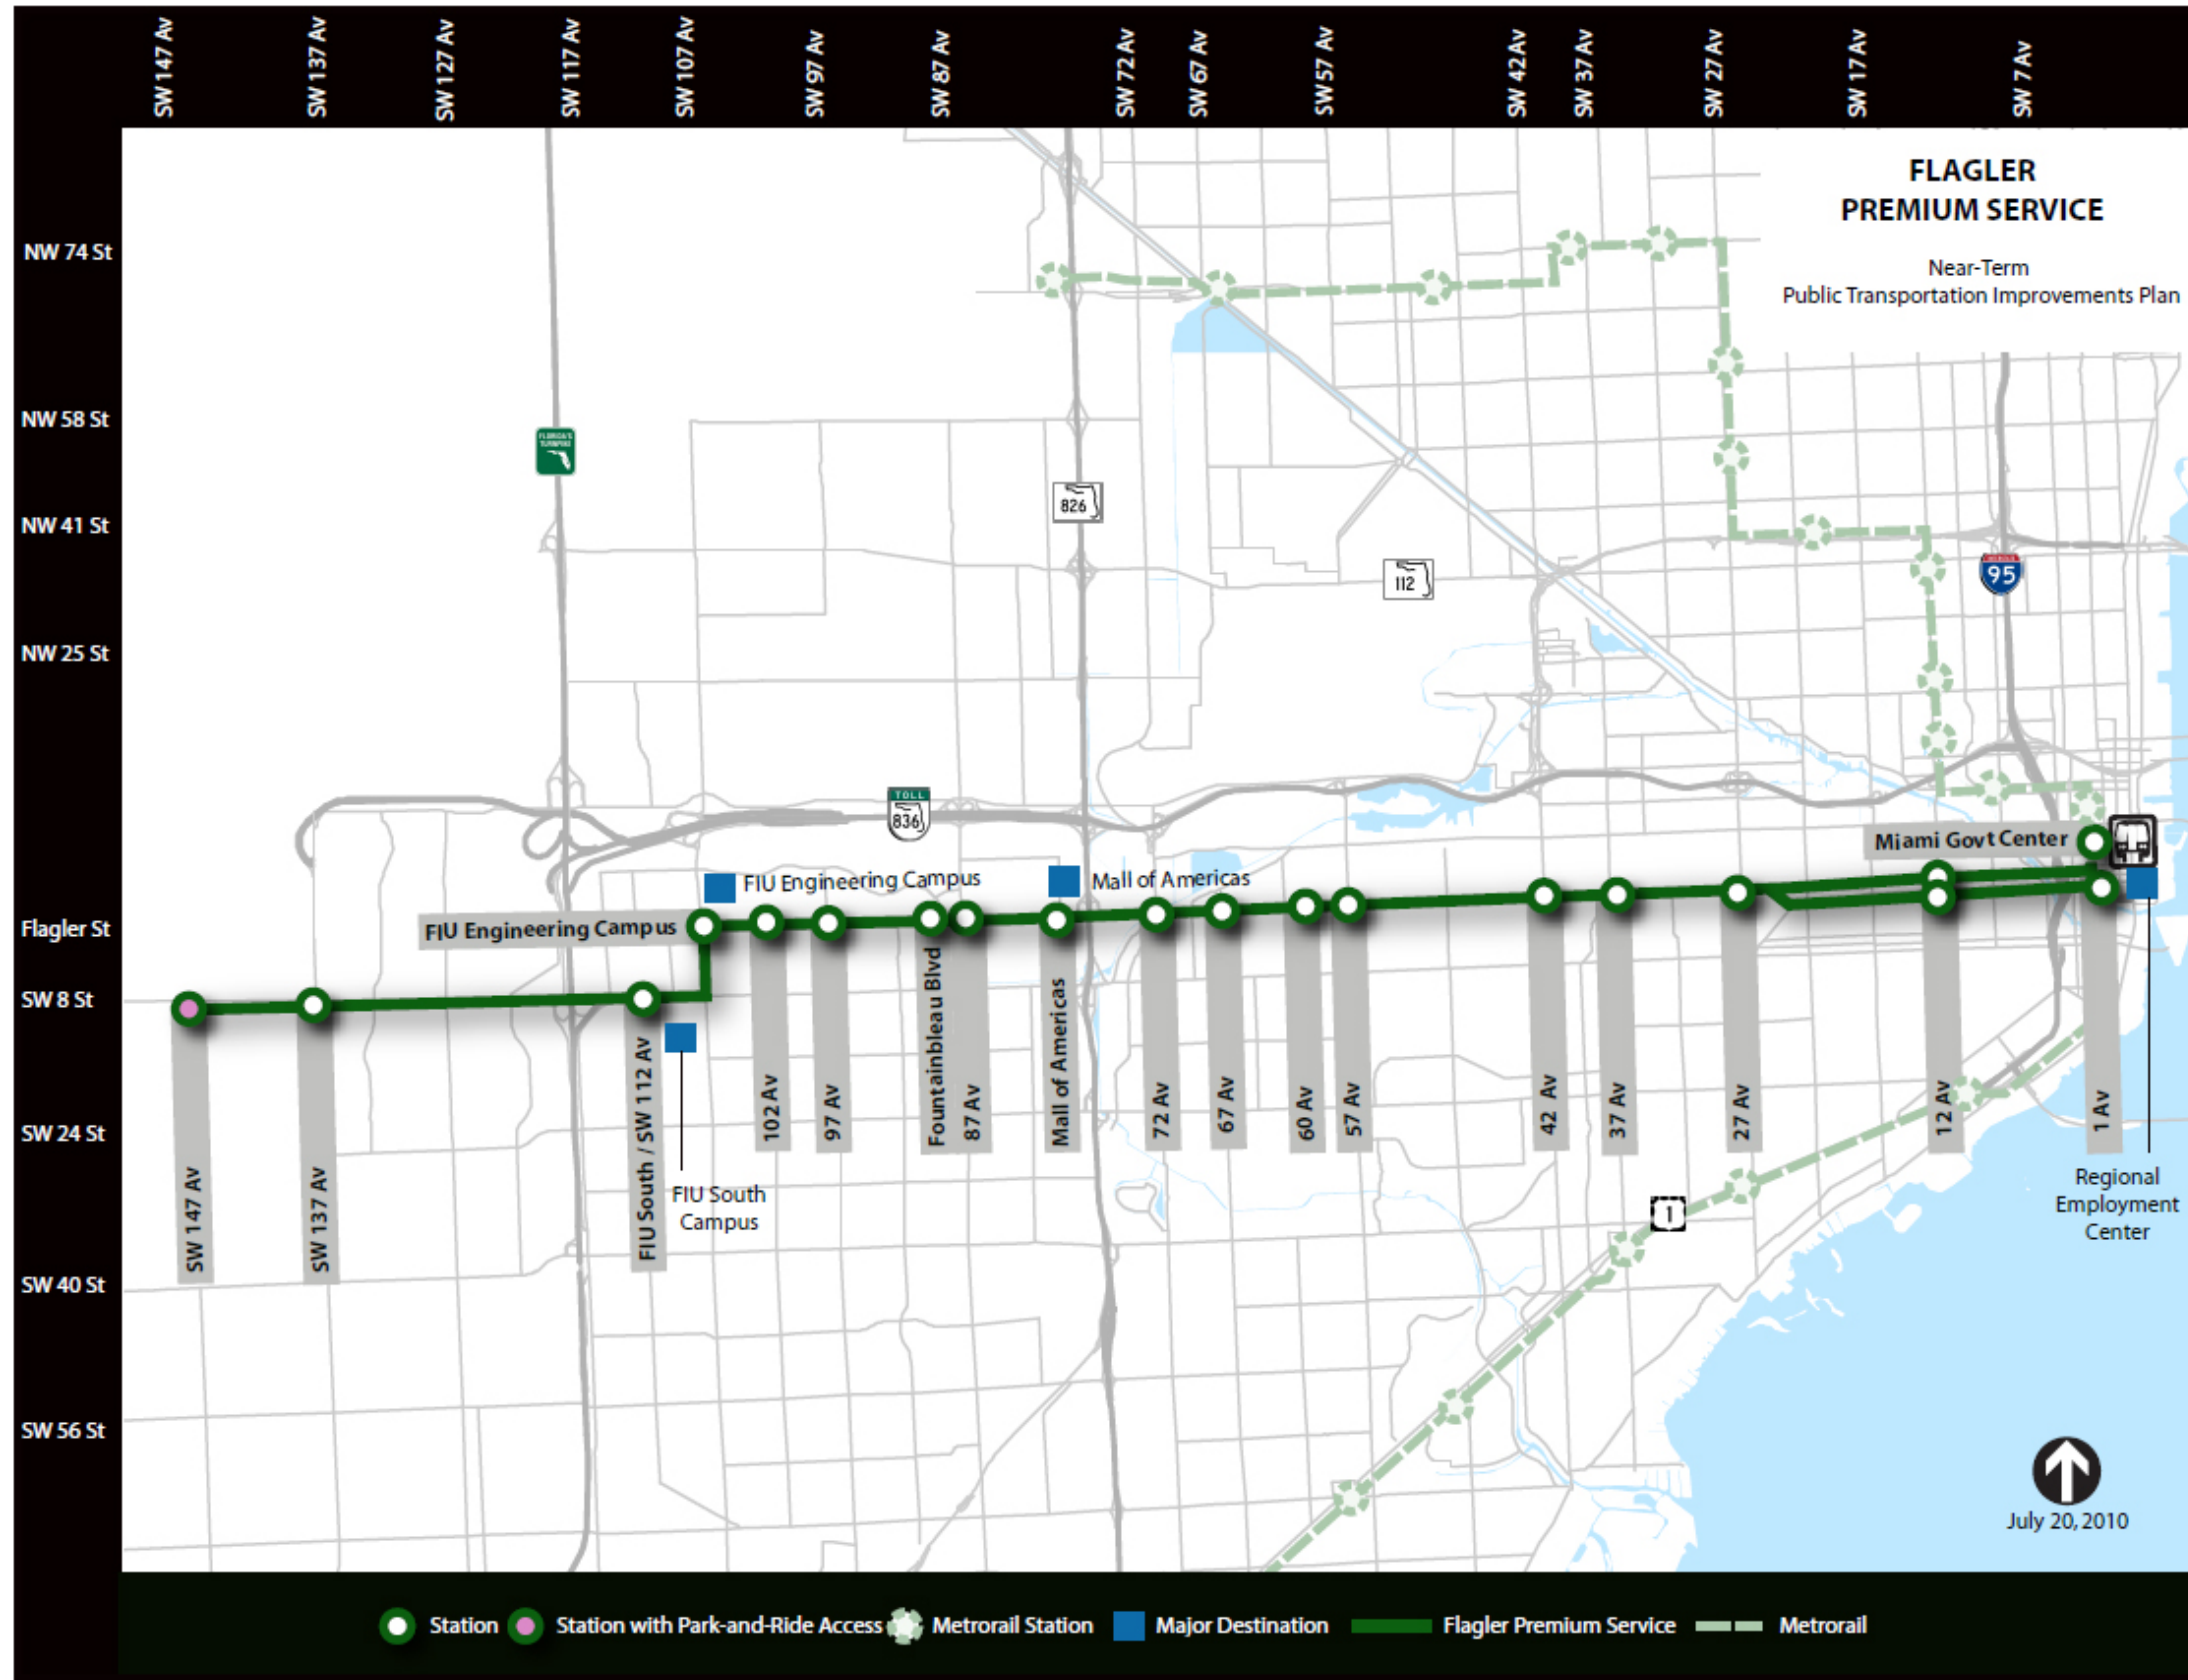 SW 147 Av
SW 137 Av
SW 127 Av
SW 117 Av
SW 107 Av
SW 97 Av
SW 87 Av
SW 72 Av
SW 67 Av
SW 57 Av
SW 42 Av
SW 37 Av
SW 27 Av
SW 17 Av
SW 7 Av
FLAGLER
PREMIUM SERVICE
Near-Term
Public Transportation Improvements Plan
NW 74 St
NW 58 St
NW 41 St
NW 25 St
Flagler St
SW 8 St
SW 24 St
SW 40 St
SW 56 St
826
112
95
TOLL
836
1
Miami Govt Center
FIU Engineering Campus
Mall of Americas
FIU Engineering Campus
SW 147 Av
SW 137 Av
FIU South / SW 112 Av
102 Av
97 Av
Fountainbleau Blvd
87 Av
Mall of Americas
72 Av
67 Av
60 Av
57 Av
42 Av
37 Av
27 Av
12 Av
1 Av
FIU South
Campus
Regional
Employment
Center
July 20, 2010
Station
Station with Park-and-Ride Access
Metrorail Station
Major Destination
Flagler Premium Service
Metrorail